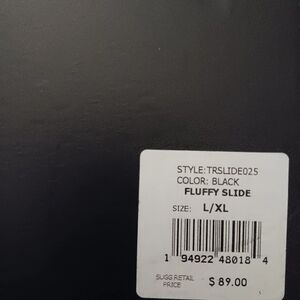 STYLE:TRSLIDE025
COLOR: BLACK
FLUFFY SLIDE
SIZE: L/XL
1 94922 48018 4
SUGG.RETAIL PRICE $ 89.00